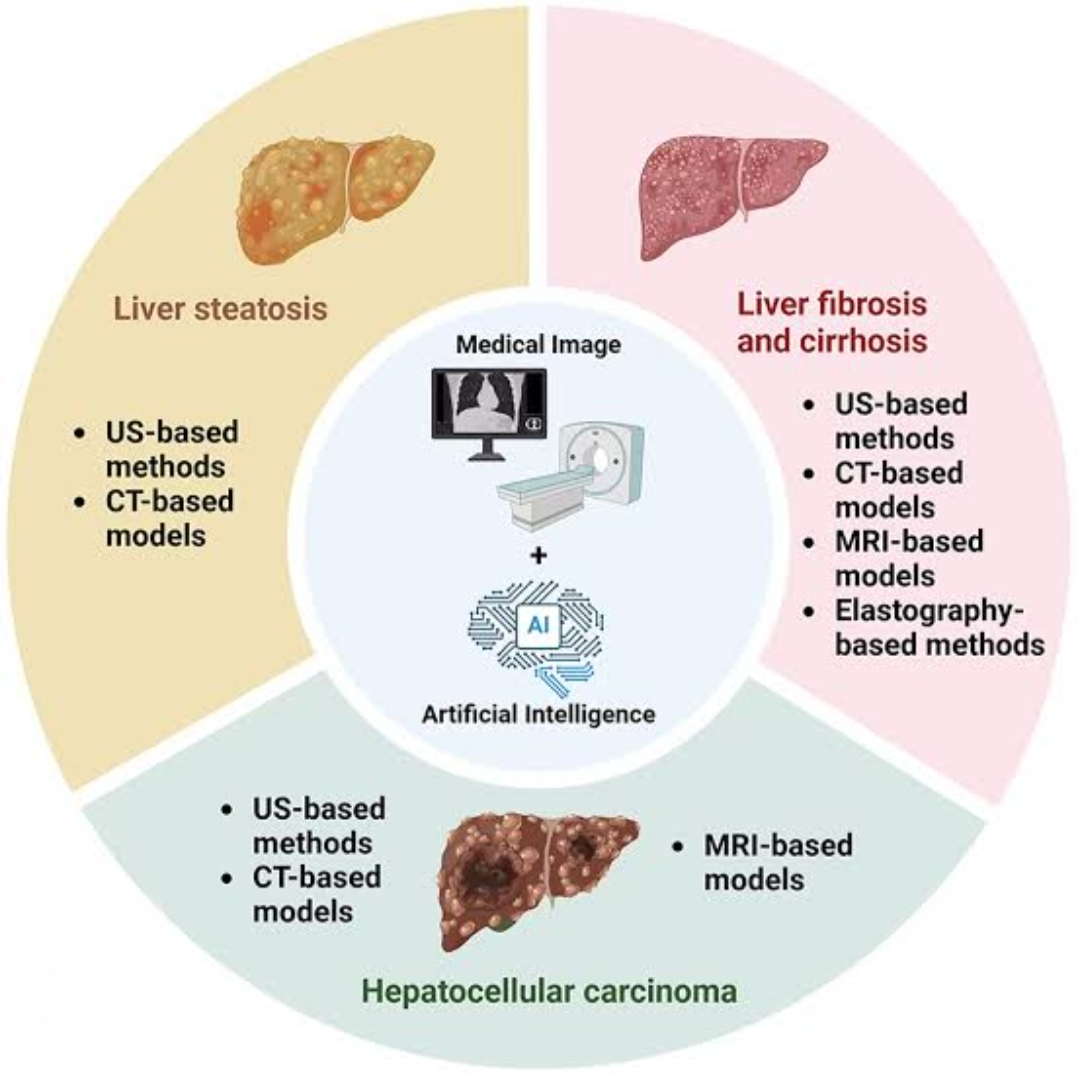 Liver steatosis
• US-based
methods
• CT-based
models
Liver fibrosis
and cirrhosis
• US-based
methods
• CT-based
models
• MRI-based
models
• Elastography-
based methods
Medical Image
+
AI
Artificial Intelligence
• US-based
methods
• CT-based
models
• MRI-based
models
Hepatocellular carcinoma